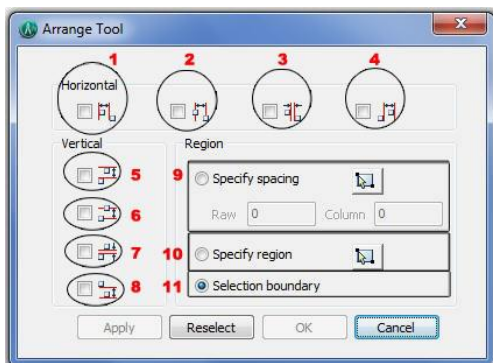 Arrange Tool
1 2 3 4
Horizontal
Vertical Region
5 9 Specify spacing
6 Raw 0 Column 0
7 10 Specify region
8 11 Selection boundary
Apply Reselect OK Cancel